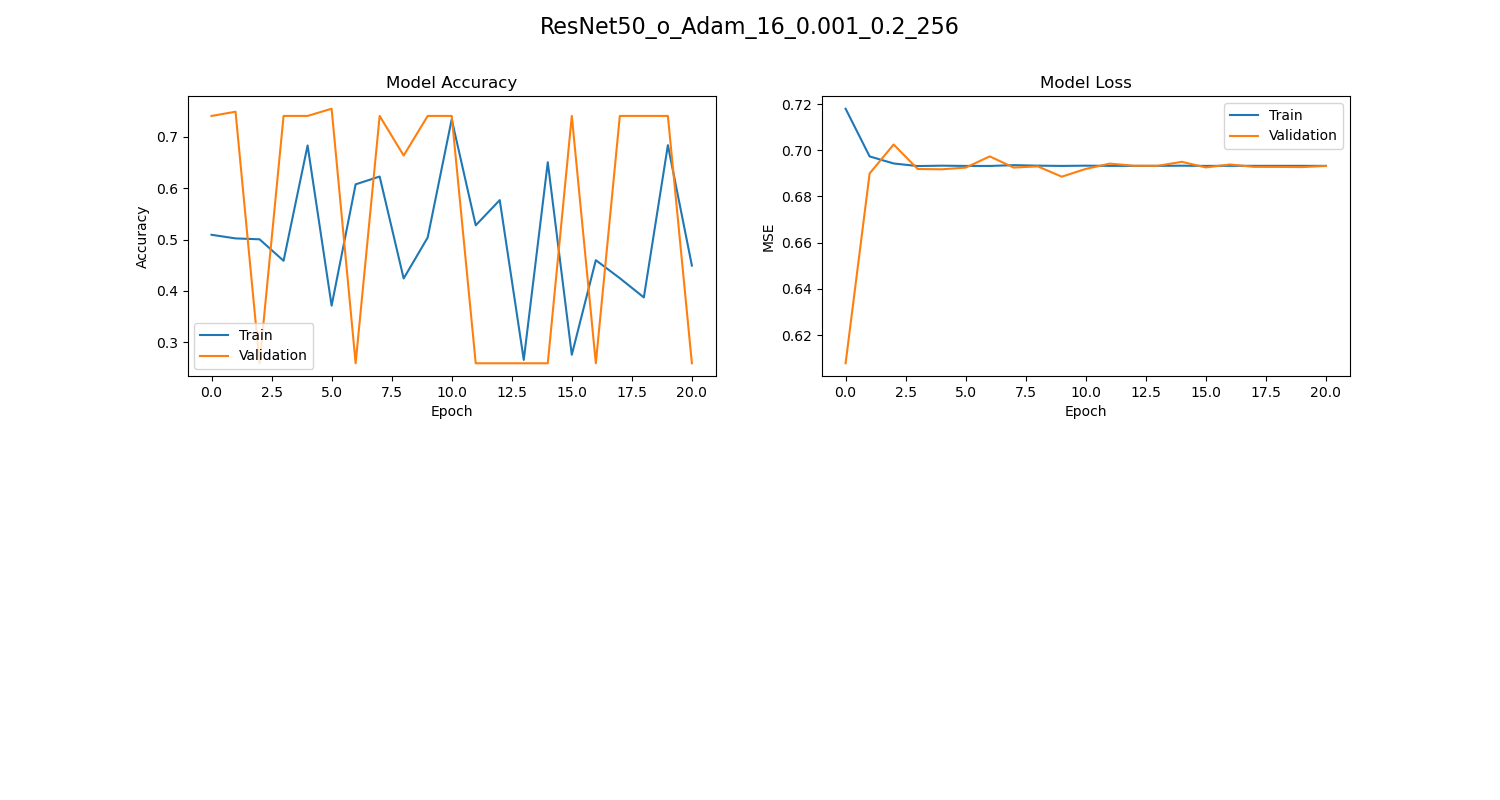 ResNet50_o_Adam_16_0.001_0.2_256
Model Accuracy
Accuracy
0.7
0.6
0.5
0.4
0.3
Train
Validation
0.0 2.5 5.0 7.5 10.0 12.5 15.0 17.5 20.0
Epoch
Model Loss
MSE
0.72
0.70
0.68
0.66
0.64
0.62
Train
Validation
0.0 2.5 5.0 7.5 10.0 12.5 15.0 17.5 20.0
Epoch